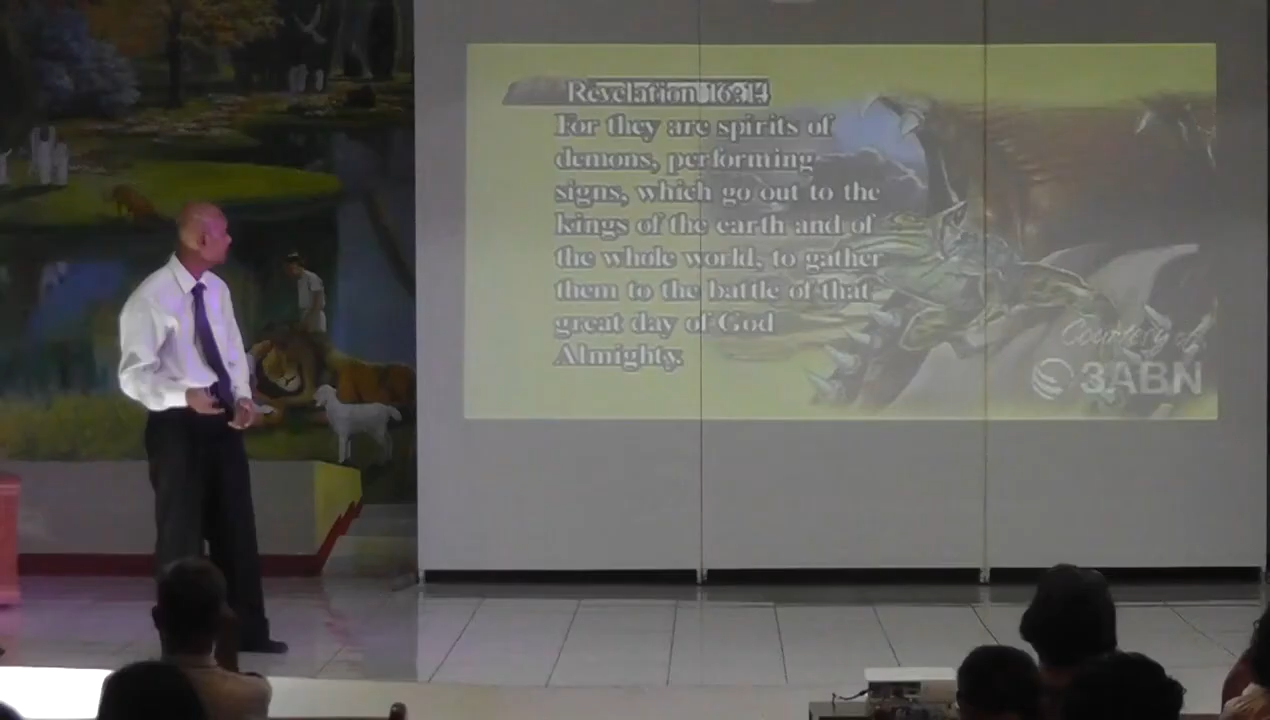 Revelation 16:14
For they are spirits of
demons, performing
signs, which go out to the
kings of the earth and of
the whole world, to gather
them to the battle of that
great day of God
Almighty.
Courtesy of
3ABN